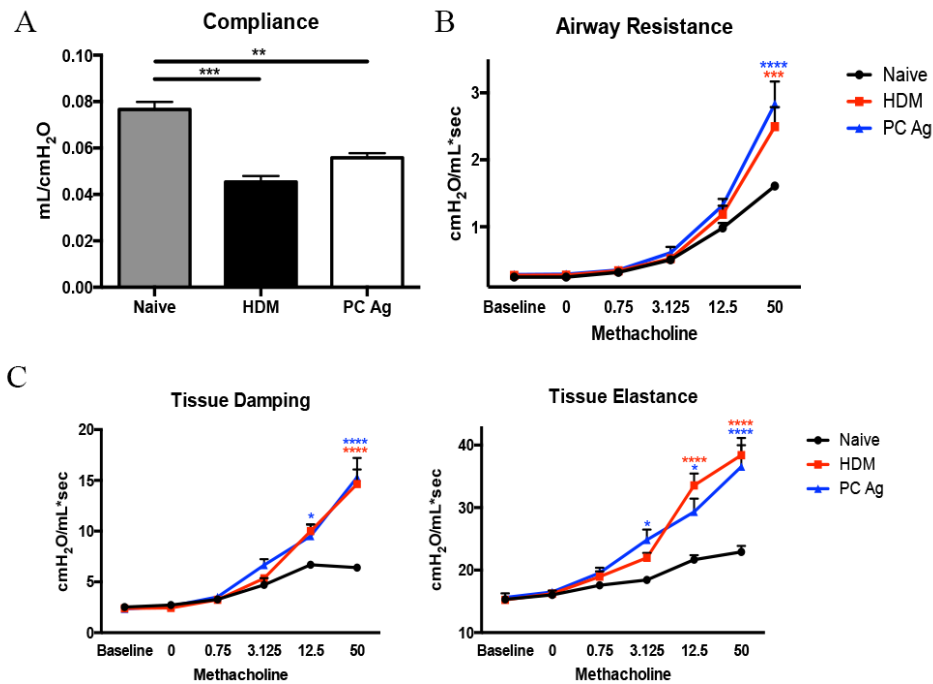 A
Compliance
mL/cmH2O
0.10
0.08
0.06
0.04
0.02
0.00
**
***
Naive
HDM
PC Ag
B
Airway Resistance
cmH2O/mL*sec
3
2
1
****
***
Baseline 0 0.75 3.125 12.5 50
Methacholine
Naive
HDM
PC Ag
C
Tissue Damping
cmH2O/mL*sec
20
15
10
5
0
****
****
*
Baseline 0 0.75 3.125 12.5 50
Methacholine
Tissue Elastance
cmH2O/mL*sec
40
30
20
10
****
****
****
*
*
Baseline 0 0.75 3.125 12.5 50
Methacholine
Naive
HDM
PC Ag